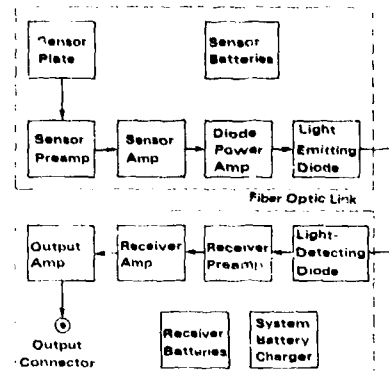 Sensor
Plate
Sensor
Batteries
Sensor
Preamp
Sensor
Amp
Diode
Power
Amp
Light
Emitting
Diode
Fiber Optic Link
Output
Amp
Receiver
Amp
Receiver
Preamp
Light-
Detecting
Diode
Output
Connector
Receiver
Batteries
System
Battery
Charger